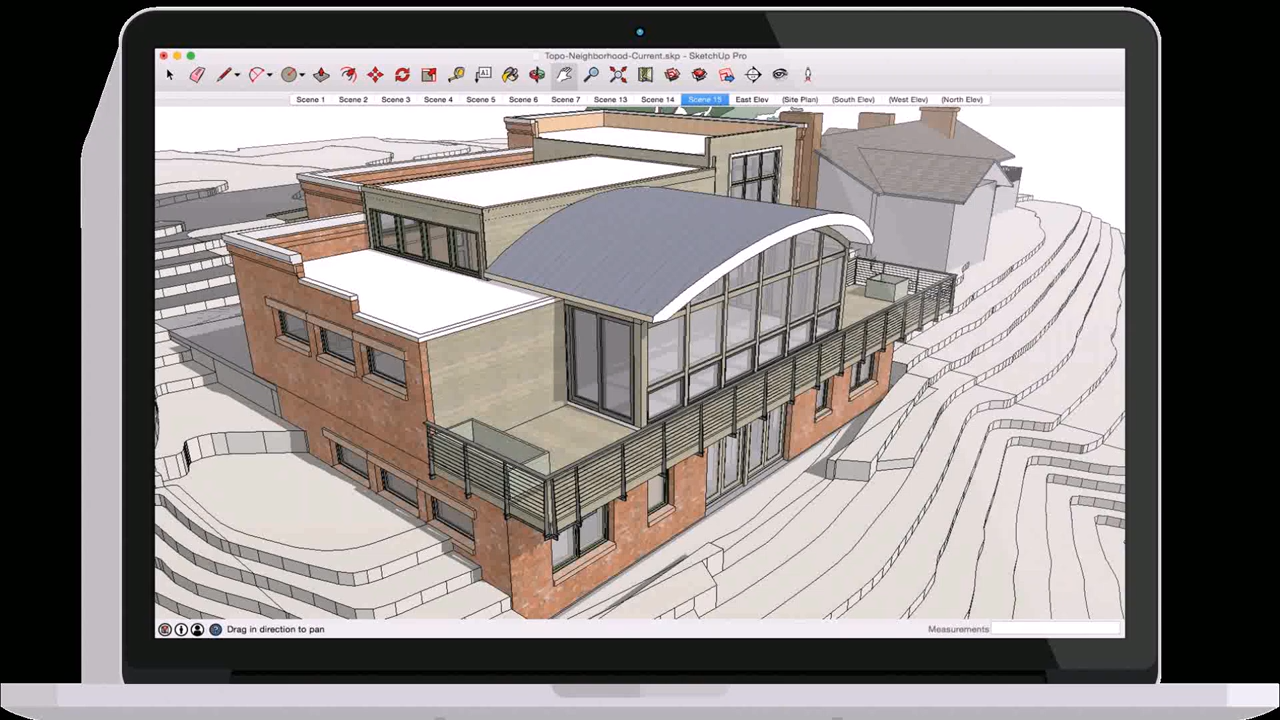 Topo-Neighborhood-Current.skp - SketchUp Pro
A1
Scene 1 Scene 2 Scene 3 Scene 4 Scene 5 Scene 6 Scene 7 Scene 13 Scene 14 Scene 15 East Elev (Site Plan) (South Elev) (West Elev) (North Elev)
Drag in direction to pan
Measurements